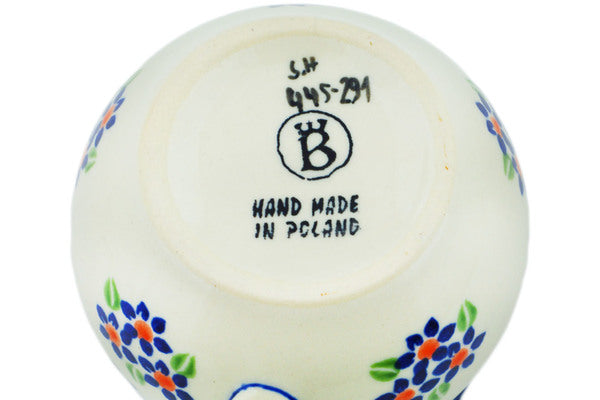 S.H
445-291
B
HAND MADE
IN POLAND